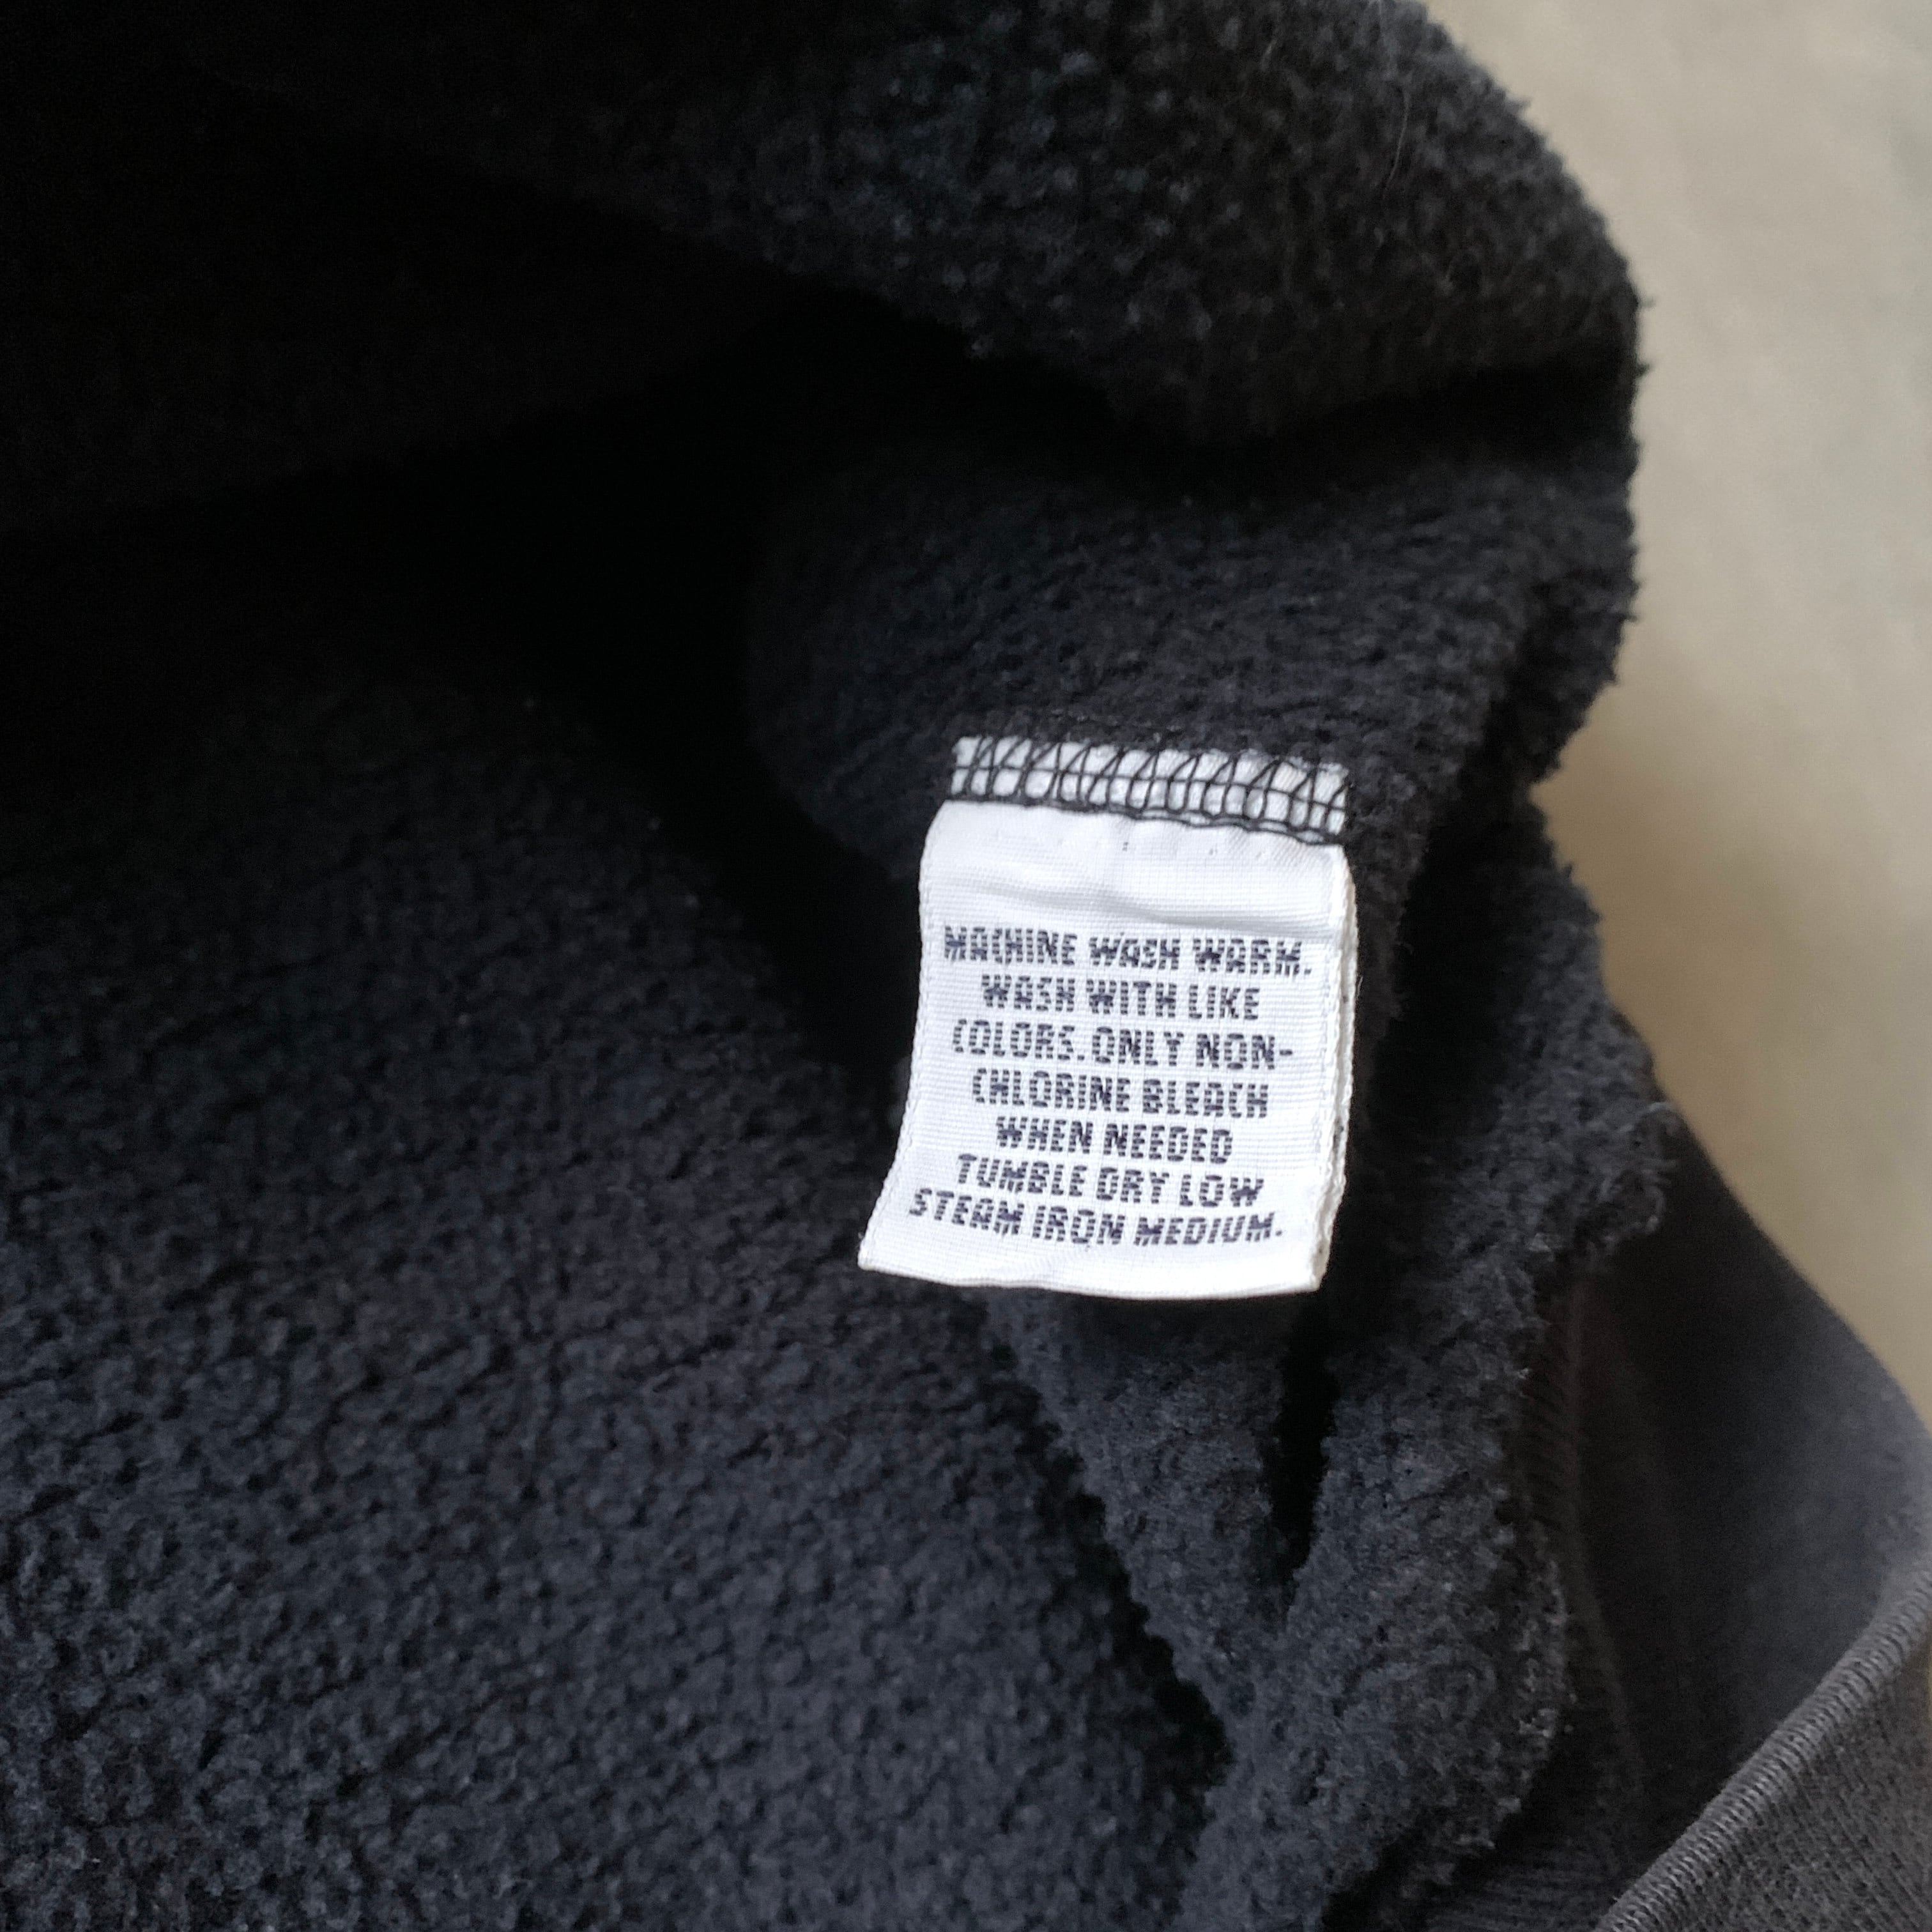 MACHINE WASH WARM.
WASH WITH LIKE
COLORS.ONLY NON-
CHLORINE BLEACH
WHEN NEEDED
TUMBLE DRY LOW
STEAM IRON MEDIUM.